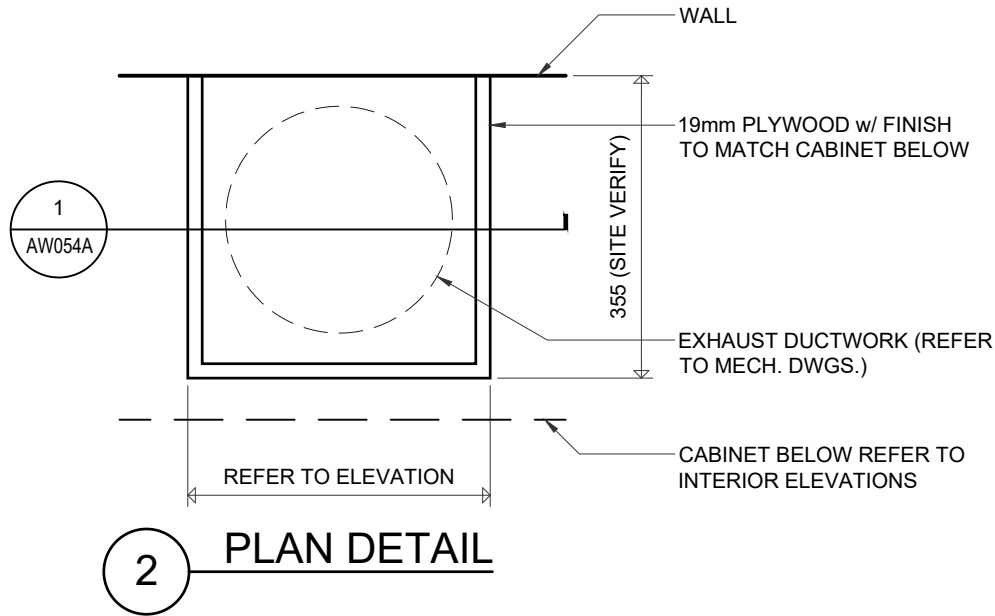 WALL
19mm PLYWOOD w/ FINISH
TO MATCH CABINET BELOW
1
AW054A
355 (SITE VERIFY)
EXHAUST DUCTWORK (REFER
TO MECH. DWGS.)
CABINET BELOW REFER TO
INTERIOR ELEVATIONS
REFER TO ELEVATION
2
PLAN DETAIL